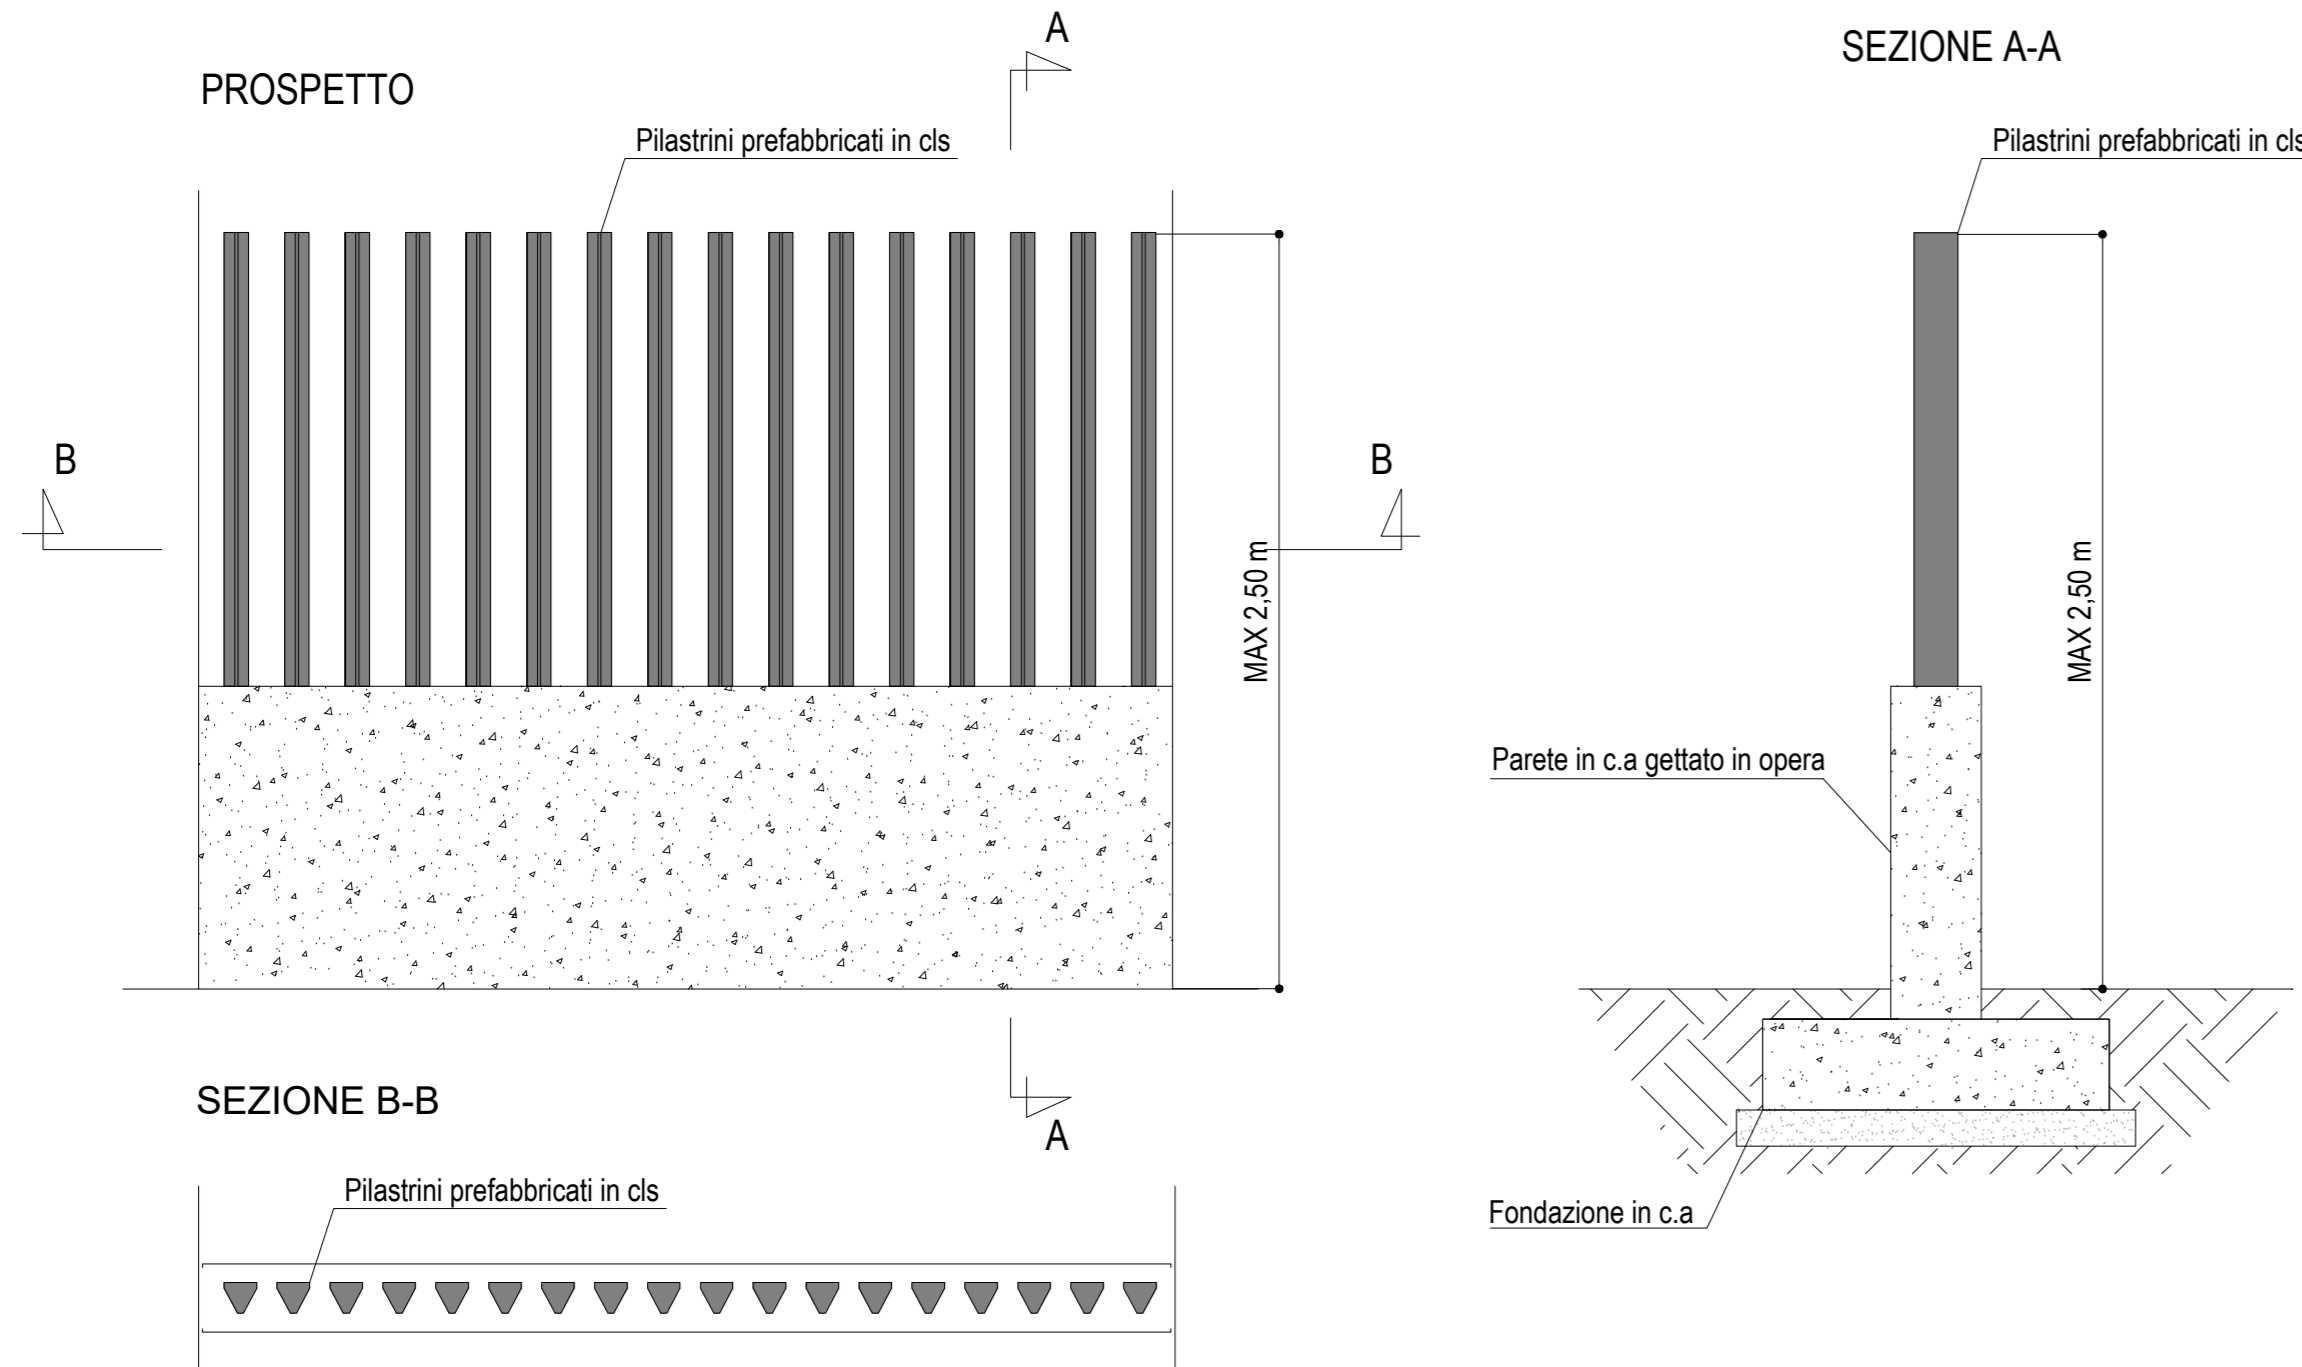 PROSPETTO
A
SEZIONE A-A
Pilastrini prefabbricati in cls
Pilastrini prefabbricati in cls
B
B
MAX 2,50 m
MAX 2,50 m
Parete in c.a gettato in opera
SEZIONE B-B
A
Pilastrini prefabbricati in cls
Fondazione in c.a